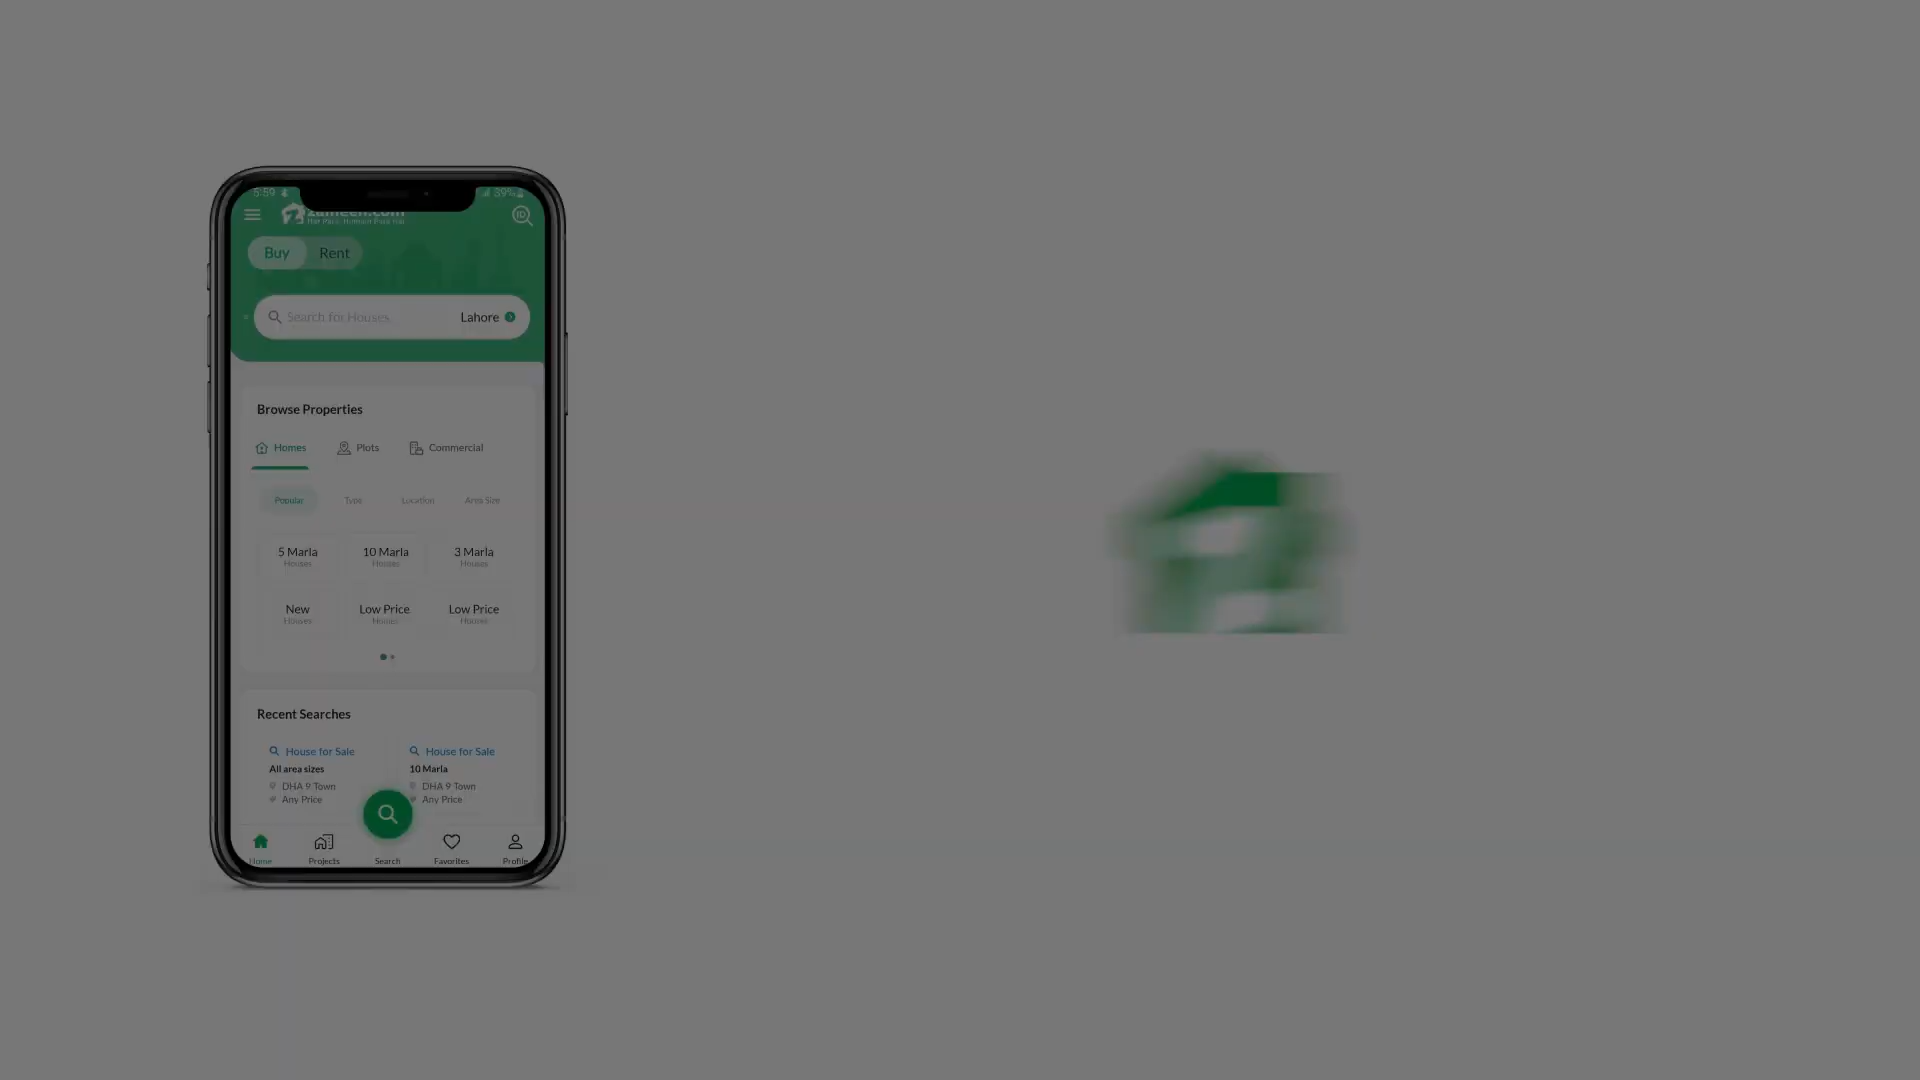 5:59
39%
zameen.com
Buy
Rent
Search for Houses
Lahore
Browse Properties
Homes
Plots
Commercial
Popular
Type
Location
Area Size
5 Marla
10 Marla
3 Marla
Houses
Houses
Houses
New
Low Price
Low Price
Houses
Houses
Houses
Recent Searches
House for Sale
House for Sale
All area sizes
10 Marla
DHA 9 Town
DHA 9 Town
Any Price
Any Price
Home
Projects
Search
Favorites
Profile